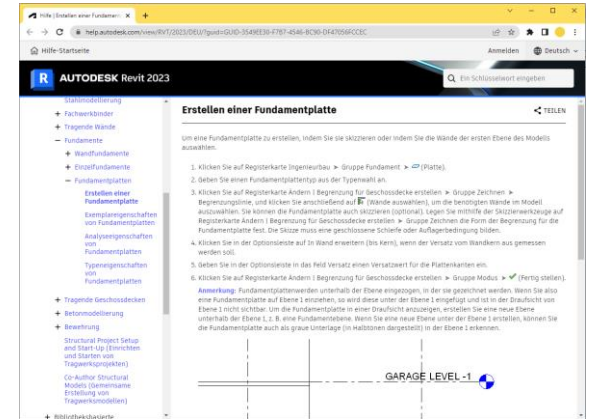 Hilfe | Erstellen einer Fundament
help.autodesk.com/view/RVT/2023/DEU/?guid=GUID-3549EE30-F787-4546-BC90-DF47056FCCEC
Hilfe-Startseite
Anmelden
Deutsch
R AUTODESK Revit 2023
Ein Schlüsselwort eingeben
Stahlmodellierung
+ Fachwerkbinder
+ Tragende Wände
− Fundamente
+ Wandfundamente
+ Einzelfundamente
− Fundamentplatten
Erstellen einer
Fundamentplatte
Exemplareigenschaften
von Fundamentplatten
Analyseeigenschaften
von
Fundamentplatten
Typeneigenschaften
von
Fundamentplatten
+ Tragende Geschossdecken
+ Betonmodellierung
+ Bewehrung
Structural Project Setup
and Start-Up (Einrichten
und Starten von
Tragwerksprojekten)
Co-Author Structural
Models (Gemeinsame
Erstellung von
Tragwerksmodellen)
+ Bibliotheksbasierte
Erstellen einer Fundamentplatte
TEILEN
Um eine Fundamentplatte zu erstellen, indem Sie sie skizzieren oder indem Sie die Wände der ersten Ebene des Modells
auswählen.
1. Klicken Sie auf Registerkarte Ingenieurbau ➤ Gruppe Fundament ➤ (Platte).
2. Geben Sie einen Fundamentplattentyp aus der Typenwahl an.
3. Klicken Sie auf Registerkarte Ändern | Begrenzung für Geschossdecke erstellen ➤ Gruppe Zeichnen ➤
Begrenzungslinie, und klicken Sie anschließend auf (Wände auswählen), um die benötigten Wände im Modell
auszuwählen. Sie können die Fundamentplatte auch skizzieren (optional). Legen Sie mithilfe der Skizzierwerkzeuge auf
Registerkarte Ändern | Begrenzung für Geschossdecke erstellen ➤ Gruppe Zeichnen die Form der Begrenzung für die
Fundamentplatte fest. Die Skizze muss eine geschlossene Schleife oder Auflagerbedingung bilden.
4. Klicken Sie in der Optionsleiste auf In Wand erweitern (bis Kern), wenn der Versatz vom Wandkern aus gemessen
werden soll.
5. Geben Sie in der Optionsleiste in das Feld Versatz einen Versatzwert für die Plattenkanten ein.
6. Klicken Sie auf Registerkarte Ändern | Begrenzung für Geschossdecke erstellen ➤ Gruppe Modus ➤ ✔ (Fertig stellen).
Anmerkung: Fundamentplatten werden unterhalb der Ebene eingezogen, in der sie gezeichnet werden. Wenn Sie also
eine Fundamentplatte auf Ebene 1 einziehen, so wird diese unter der Ebene 1 eingefügt und ist in der Draufsicht von
Ebene 1 nicht sichtbar. Um die Fundamentplatte in einer Draufsicht anzuzeigen, erstellen Sie eine neue Ebene
unterhalb der Ebene 1, z. B. eine Fundamentebene. Wenn Sie eine neue Ebene unter der Ebene 1 erstellen, können Sie
die Fundamentplatte auch als graue Unterlage (in Halbtönen dargestellt) in der Ebene 1 erkennen.
GARAGE LEVEL -1